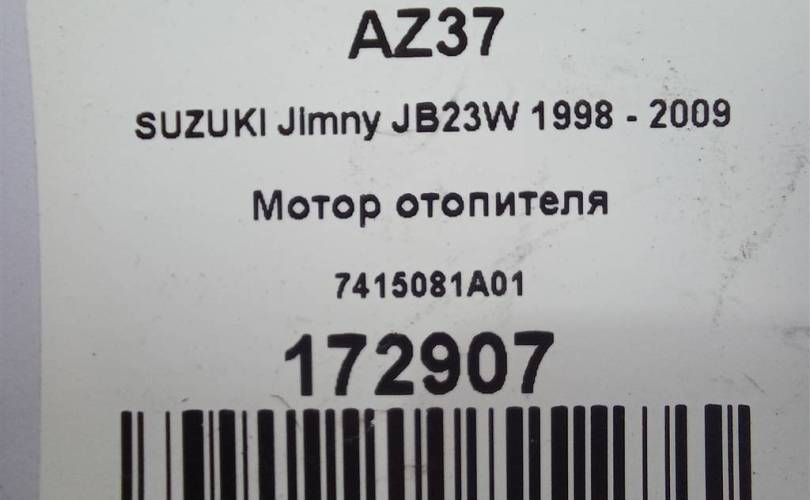 AZ37
SUZUKI Jimny JB23W 1998 - 2009
Мотор отопителя
7415081A01
172907